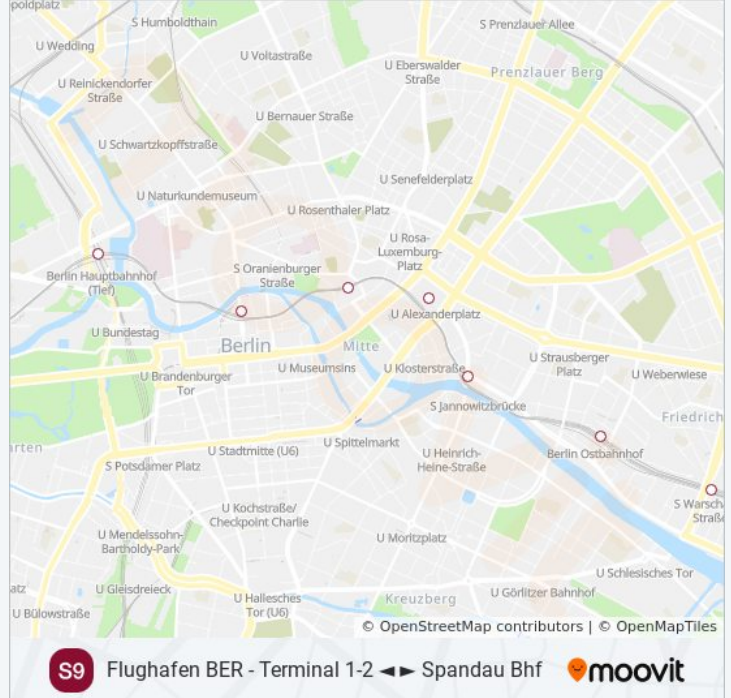 poldplatz
S Humboldthain
S Prenzlauer Allee
U Wedding
U Voltastraße
U Eberswalder
Straße
Prenzlauer Berg
U Reinickendorfer
Straße
U Bernauer Straße
U Schwartzkopffstraße
U Senefelderplatz
U Naturkundemuseum
U Rosenthaler Platz
U Rosa-
Luxemburg-
Platz
S Oranienburger
Straße
Berlin Hauptbahnhof
(Tief)
U Alexanderplatz
U Bundestag
Berlin
Mitte
U Strausberger
Platz
U Museumsins
U Klosterstraße
U Weberwiese
U Brandenburger
Tor
S Jannowitzbrücke
Friedrich
rten
U Spittelmarkt
U Stadtmitte (U6)
U Heinrich-
Heine-Straße
Berlin Ostbahnhof
S Potsdamer Platz
S Warsch
Straße
U Kochstraße/
Checkpoint Charlie
U Mendelssohn-
Bartholdy-Park
U Moritzplatz
U Schlesisches Tor
atz
U Gleisdreieck
U Görlitzer Bahnhof
U Hallesches
Tor (U6)
Kreuzberg
U Bülowstraße
© OpenStreetMap contributors | © OpenMapTiles
S9 Flughafen BER - Terminal 1-2 ◄► Spandau Bhf moovit